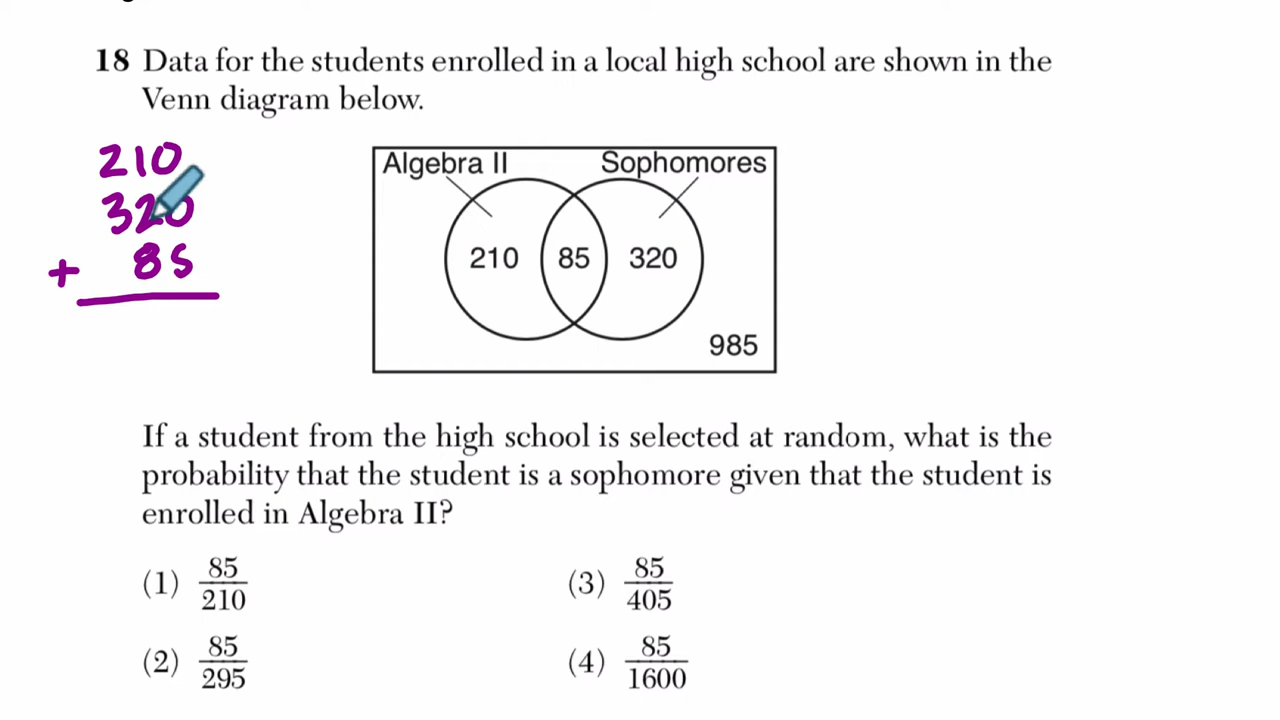 18 Data for the students enrolled in a local high school are shown in the
Venn diagram below.
210
320
+ 85
Algebra II
Sophomores
210
85
320
985
If a student from the high school is selected at random, what is the
probability that the student is a sophomore given that the student is
enrolled in Algebra II?
(1) 85/210
(3) 85/405
(2) 85/295
(4) 85/1600